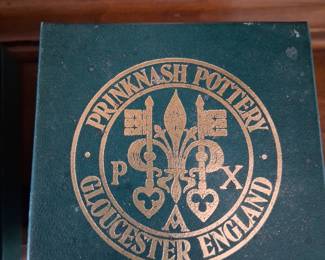 · PRINKNASH POTTERY ·
P X
A
GLOUCESTER ENGLAND